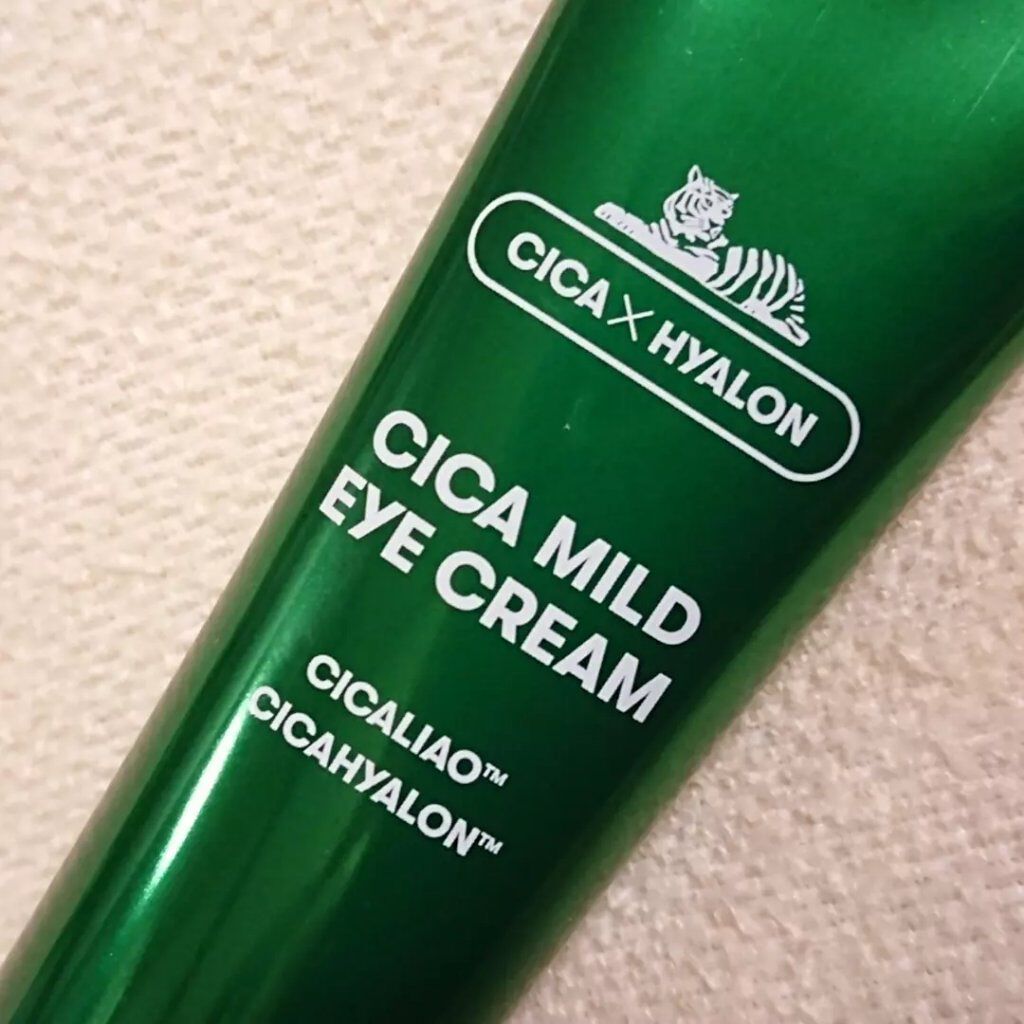 CICA X HYALON
CICA MILD
EYE CREAM
CICALIAO™
CICAHYALON™